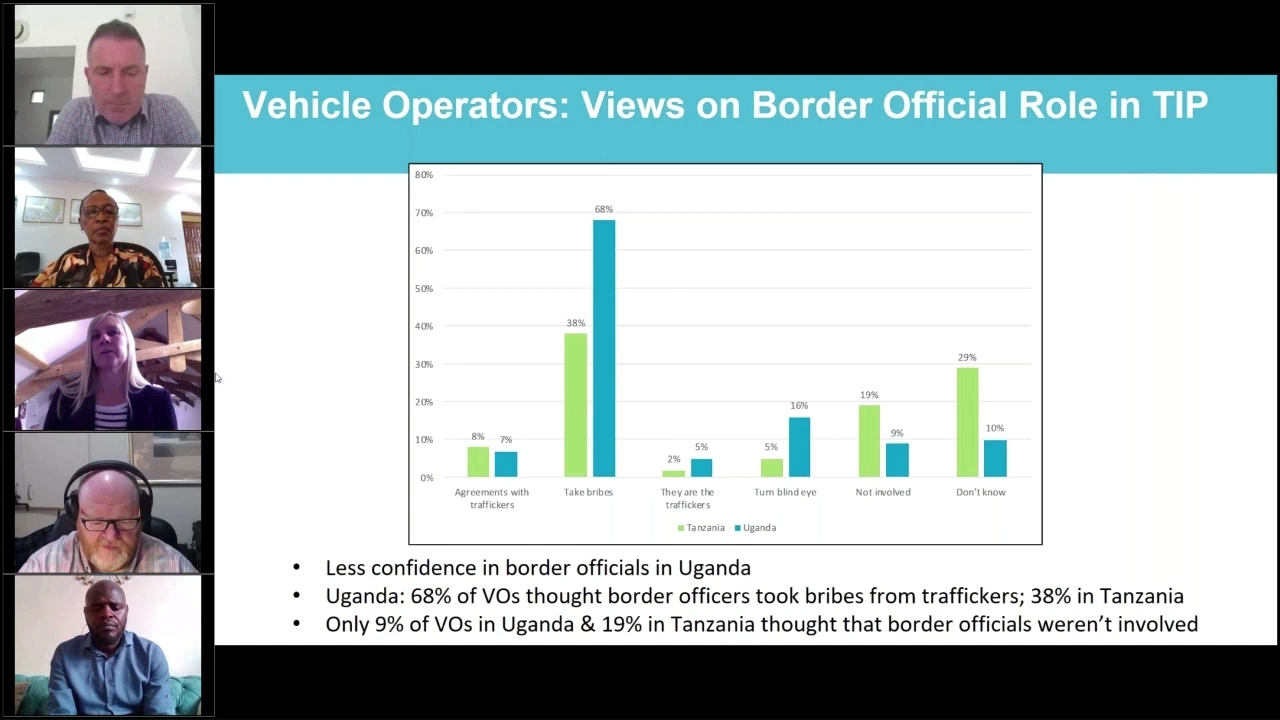 Vehicle Operators: Views on Border Official Role in TIP
80%
70%
60%
50%
40%
30%
20%
10%
0%
8%
7%
38%
68%
2%
5%
5%
16%
19%
9%
29%
10%
Agreements with
traffickers
Take bribes
They are the
traffickers
Turn blind eye
Not involved
Don't know
Tanzania
Uganda
• Less confidence in border officials in Uganda
• Uganda: 68% of VOs thought border officers took bribes from traffickers; 38% in Tanzania
• Only 9% of VOs in Uganda & 19% in Tanzania thought that border officials weren't involved